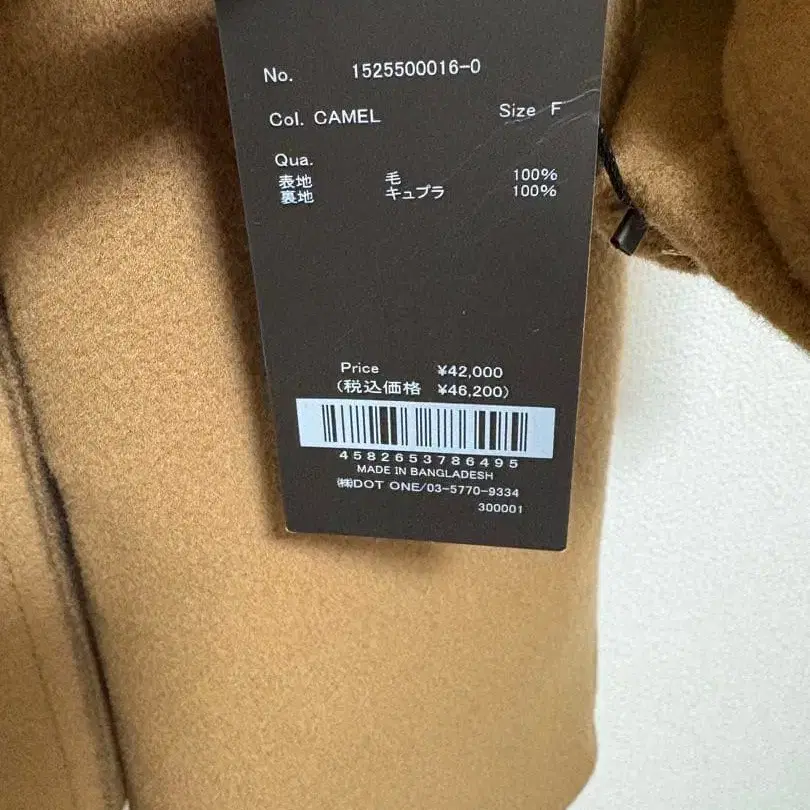 No. 1525500016-0
Col. CAMEL Size F
Qua.
表地 毛 100%
裏地 キュプラ 100%
Price ¥42,000
(税込価格 ¥46,200)
4582653786495
MADE IN BANGLADESH
㈱DOT ONE/03-5770-9334
300001